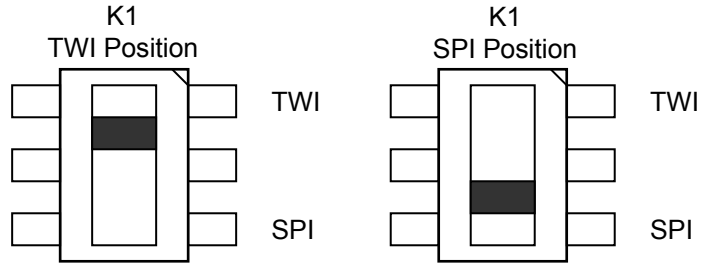 K1
TWI Position
TWI
SPI
K1
SPI Position
TWI
SPI